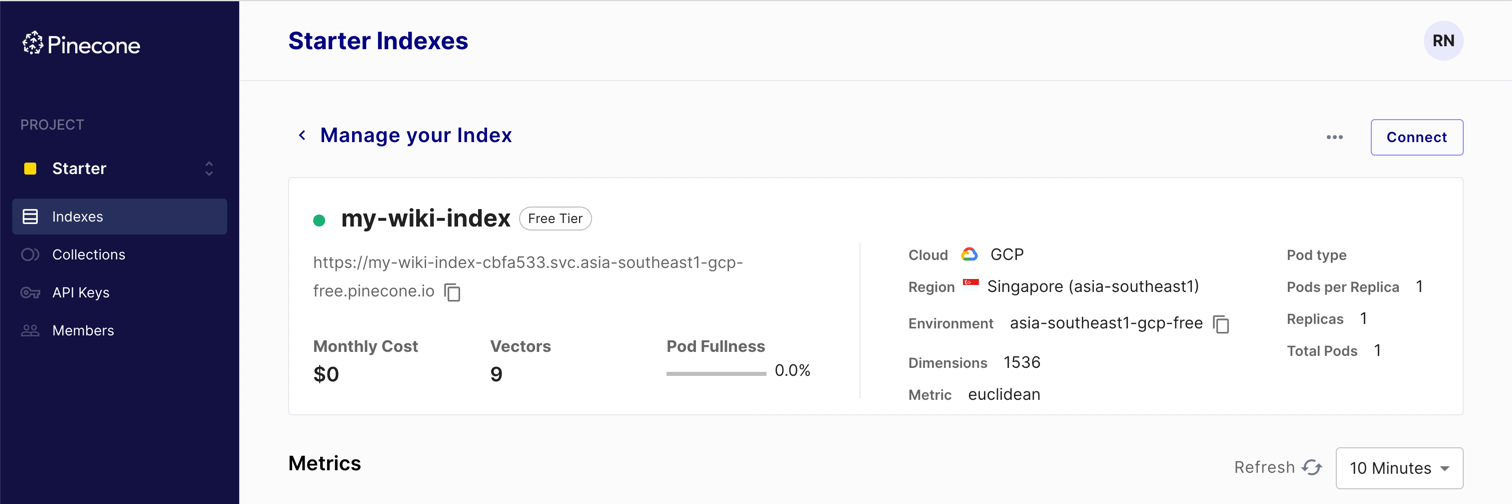 Pinecone
Starter Indexes
RN
PROJECT
Starter
Indexes
Collections
API Keys
Members
Manage your Index
Connect
my-wiki-index
Free Tier
https://my-wiki-index-cbfa533.svc.asia-southeast1-gcp-
free.pinecone.io
Monthly Cost
$0
Vectors
9
Pod Fullness
0.0%
Cloud GCP
Region Singapore (asia-southeast1)
Environment asia-southeast1-gcp-free
Dimensions 1536
Metric euclidean
Pod type
Pods per Replica 1
Replicas 1
Total Pods 1
Metrics
Refresh
10 Minutes